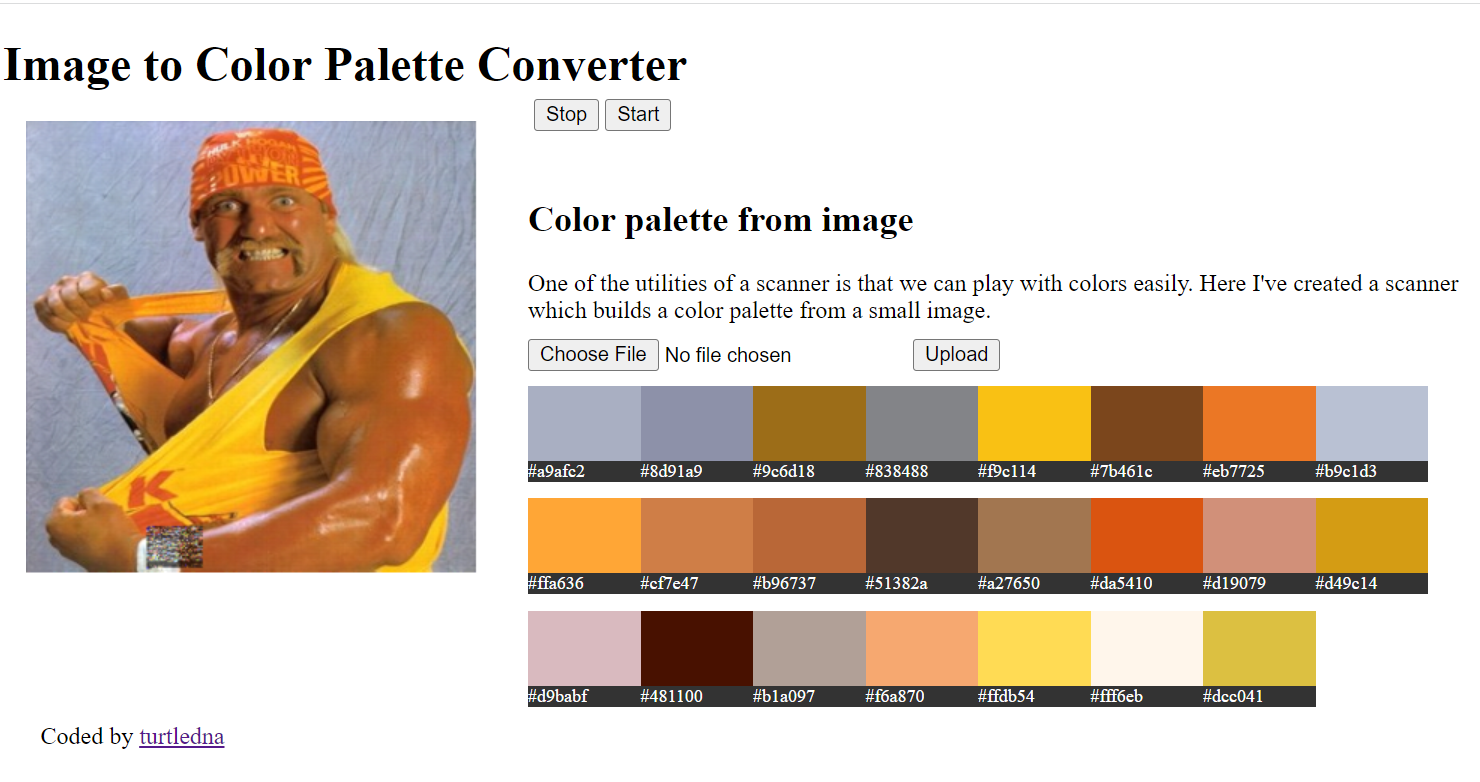 Image to Color Palette Converter
Stop Start
HULK HOGAN
POWER
K
Color palette from image
One of the utilities of a scanner is that we can play with colors easily. Here I've created a scanner
which builds a color palette from a small image.
Choose File No file chosen Upload
#a9afc2 #8d91a9 #9c6d18 #838488 #f9c114 #7b461c #eb7725 #b9c1d3
#ffa636 #cf7e47 #b96737 #51382a #a27650 #da5410 #d19079 #d49c14
#d9babf #481100 #b1a097 #f6a870 #ffdb54 #fff6eb #dcc041
Coded by turtledna